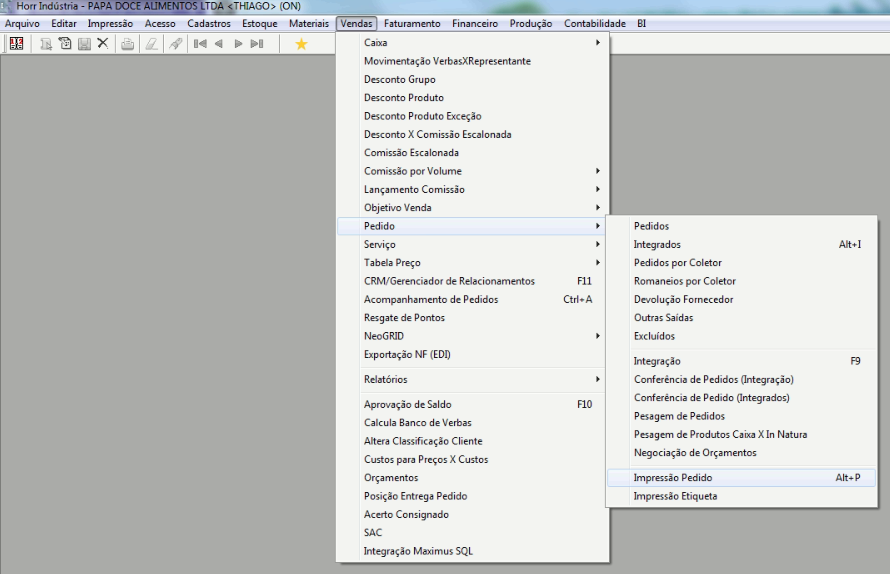 Horr Indústria - PAPA DOCE ALIMENTOS LTDA <THIAGO> (ON)
Arquivo Editar Impressão Acesso Cadastros Estoque Materiais Vendas Faturamento Financeiro Produção Contabilidade BI
Caixa
Movimentação VerbasXRepresentante
Desconto Grupo
Desconto Produto
Desconto Produto Exceção
Desconto X Comissão Escalonada
Comissão Escalonada
Comissão por Volume
Lançamento Comissão
Objetivo Venda
Pedido
Serviço
Tabela Preço
CRM/Gerenciador de Relacionamentos F11
Acompanhamento de Pedidos Ctrl+A
Resgate de Pontos
NeoGRID
Exportação NF (EDI)
Relatórios
Aprovação de Saldo F10
Calcula Banco de Verbas
Altera Classificação Cliente
Custos para Preços X Custos
Orçamentos
Posição Entrega Pedido
Acerto Consignado
SAC
Integração Maximus SQL
Pedidos
Integrados Alt+I
Pedidos por Coletor
Romaneios por Coletor
Devolução Fornecedor
Outras Saídas
Excluídos
Integração F9
Conferência de Pedidos (Integração)
Conferência de Pedido (Integrados)
Pesagem de Pedidos
Pesagem de Produtos Caixa X In Natura
Negociação de Orçamentos
Impressão Pedido Alt+P
Impressão Etiqueta